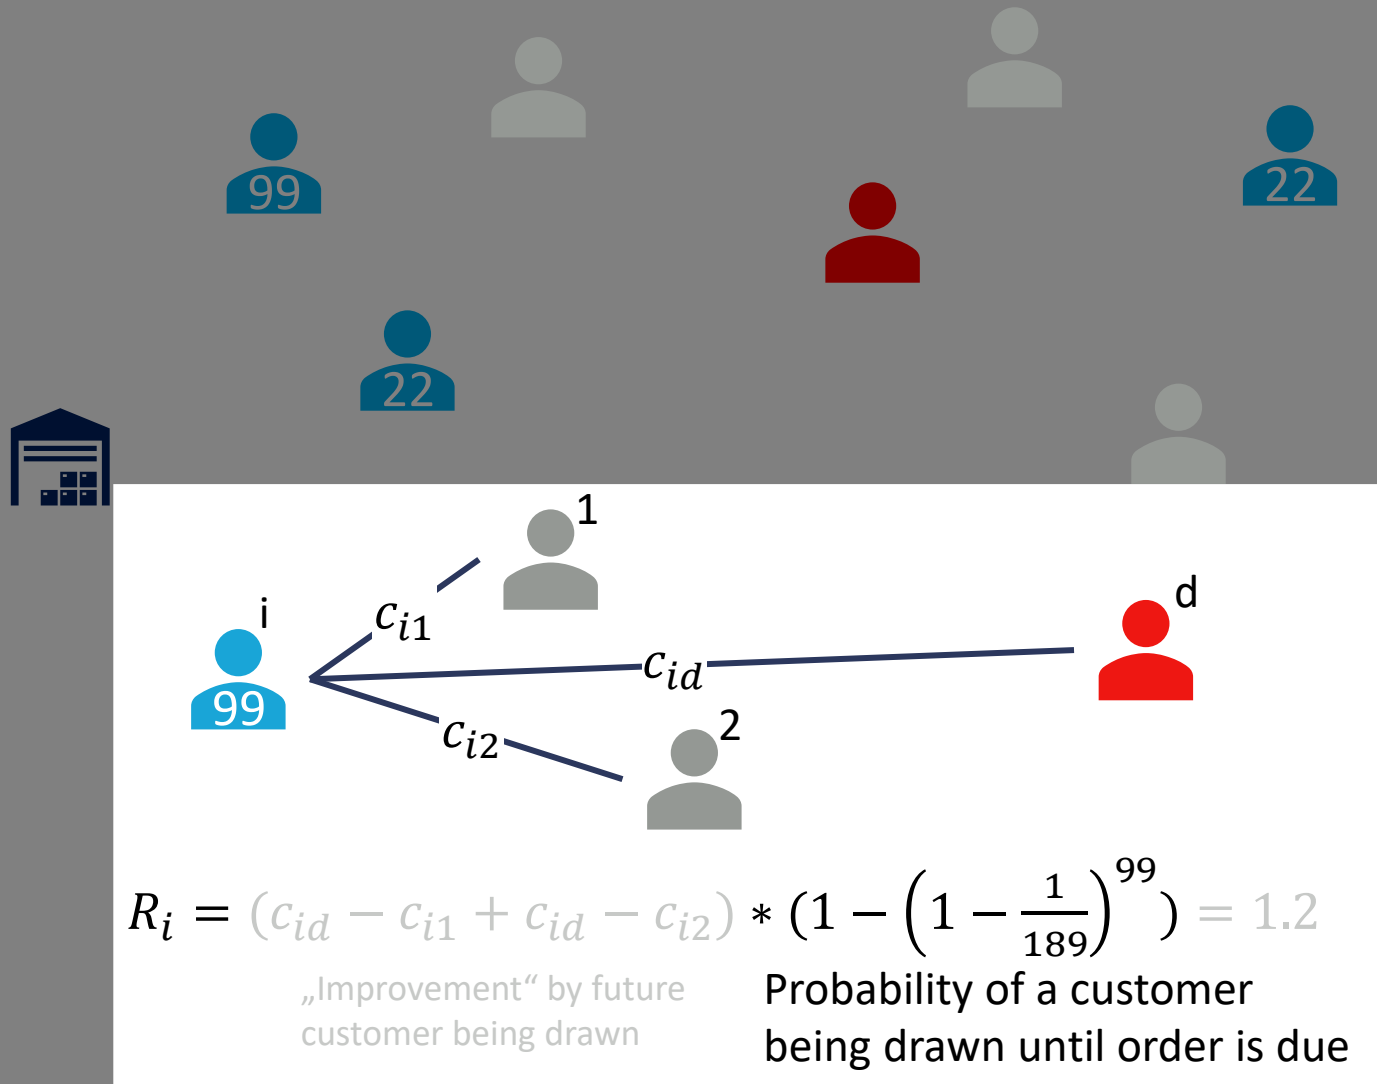 99
22
22
1
i
d
c_{i1}
c_{id}
99
c_{i2}
2
R_i = (c_{id} − c_{i1} + c_{id} − c_{i2}) * (1 − (1 − \frac{1}{189})^{99}) = 1.2
„Improvement“ by future
customer being drawn
Probability of a customer
being drawn until order is due